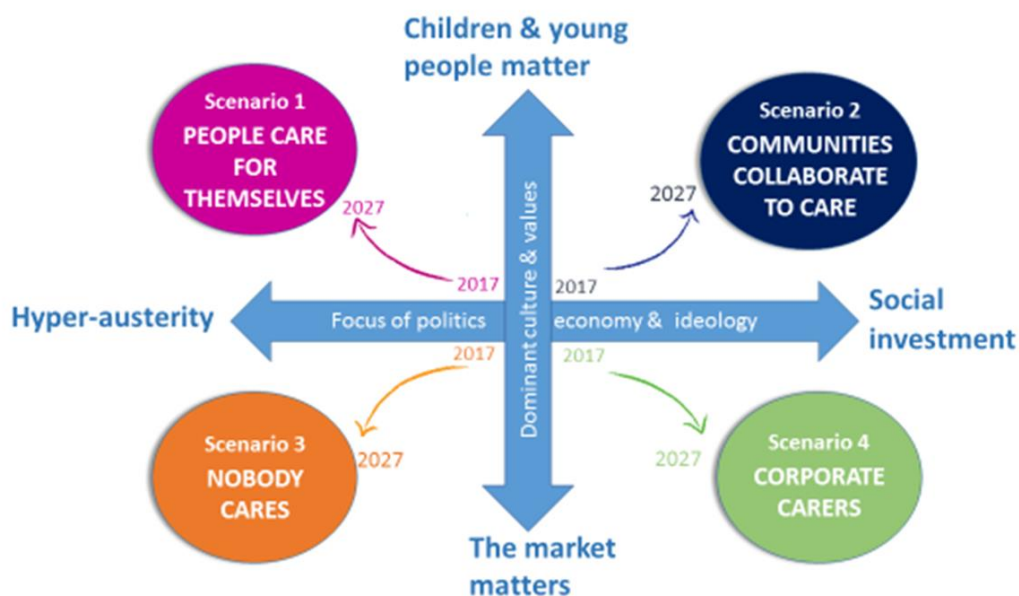 Children & young
people matter
Scenario 1
PEOPLE CARE
FOR
THEMSELVES
2027
2017
Scenario 2
COMMUNITIES
COLLABORATE
TO CARE
2027
2017
Hyper-austerity
Focus of politics economy & ideology
Dominant culture & values
Social
investment
2017
2027
Scenario 3
NOBODY
CARES
2017
2027
Scenario 4
CORPORATE
CARERS
The market
matters